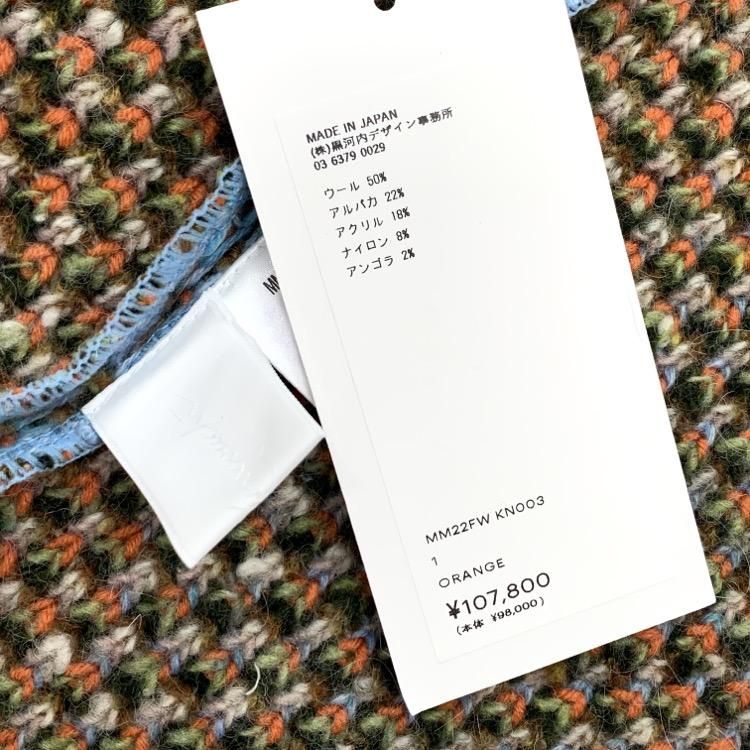 MADE IN JAPAN
(株)黒河内デザイン事務所
03 6379 0029
ウール 50%
アルパカ 22%
アクリル 18%
ナイロン 8%
アンゴラ 2%
MM22FW KN003
1
ORANGE
¥107,800
(本体 ¥98,000)